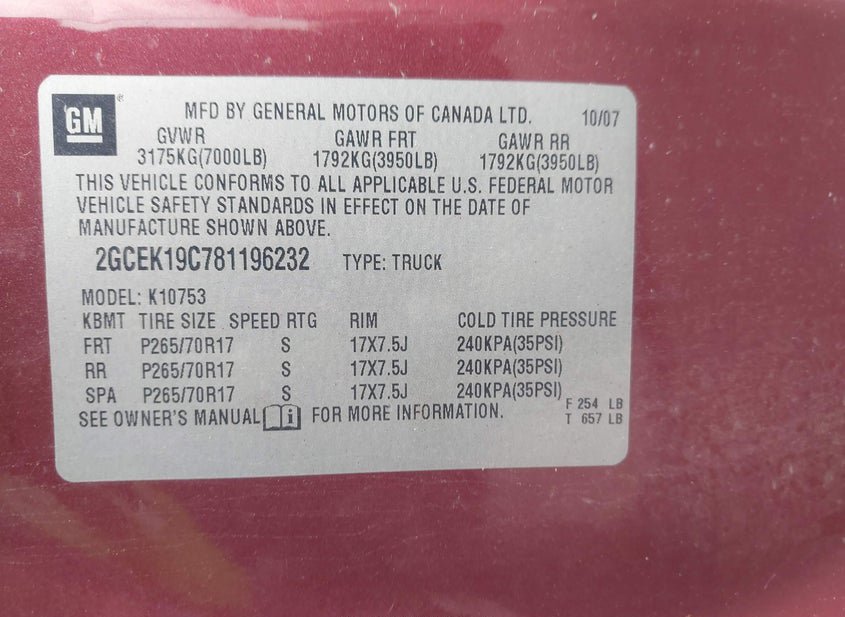 GM®
MFD BY GENERAL MOTORS OF CANADA LTD. 10/07
GVWR GAWR FRT GAWR RR
3175KG(7000LB) 1792KG(3950LB) 1792KG(3950LB)
THIS VEHICLE CONFORMS TO ALL APPLICABLE U.S. FEDERAL MOTOR
VEHICLE SAFETY STANDARDS IN EFFECT ON THE DATE OF
MANUFACTURE SHOWN ABOVE.
2GCEK19C781196232 TYPE: TRUCK
MODEL: K10753
KBMT TIRE SIZE SPEED RTG RIM COLD TIRE PRESSURE
FRT P265/70R17 S 17X7.5J 240KPA(35PSI)
RR P265/70R17 S 17X7.5J 240KPA(35PSI)
SPA P265/70R17 S 17X7.5J 240KPA(35PSI)
SEE OWNER'S MANUAL i FOR MORE INFORMATION.
F 254 LB
T 657 LB